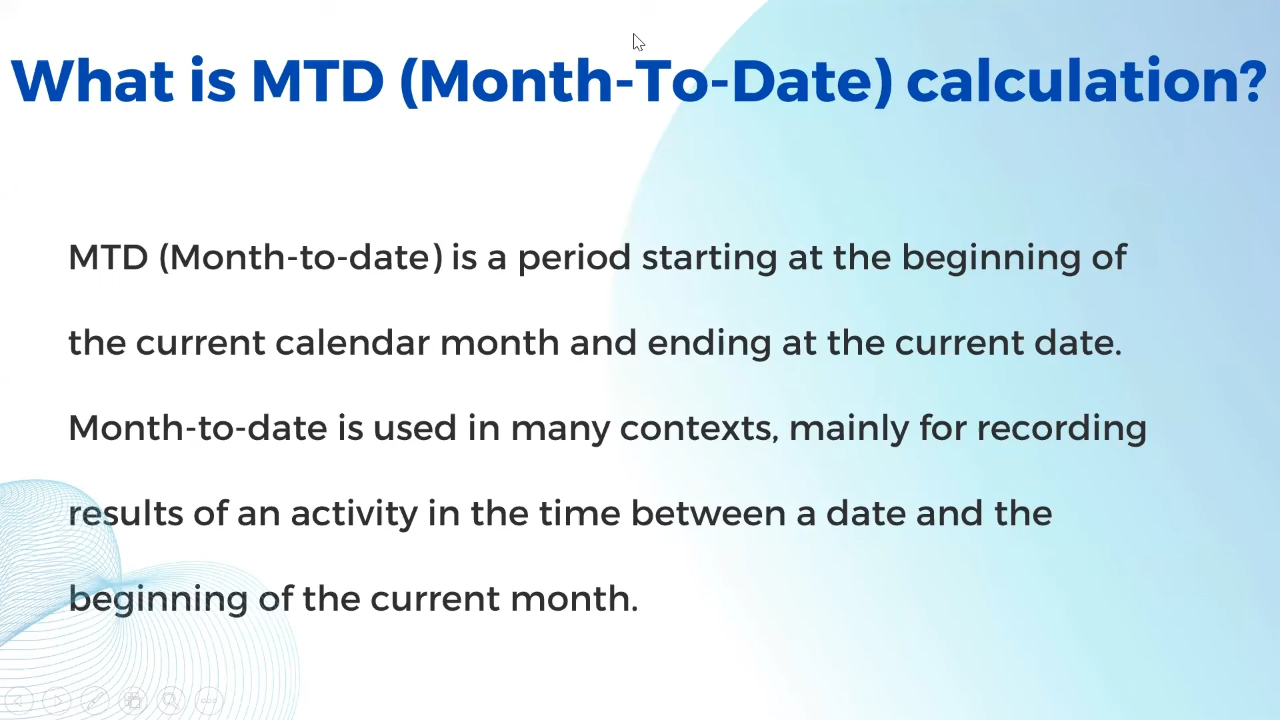 What is MTD (Month-To-Date) calculation?
MTD (Month-to-date) is a period starting at the beginning of
the current calendar month and ending at the current date.
Month-to-date is used in many contexts, mainly for recording
results of an activity in the time between a date and the
beginning of the current month.